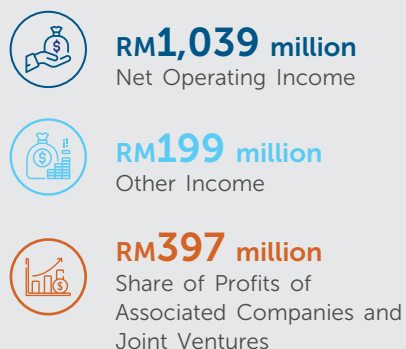 RM1,039 million
Net Operating Income
RM199 million
Other Income
RM397 million
Share of Profits of
Associated Companies and
Joint Ventures